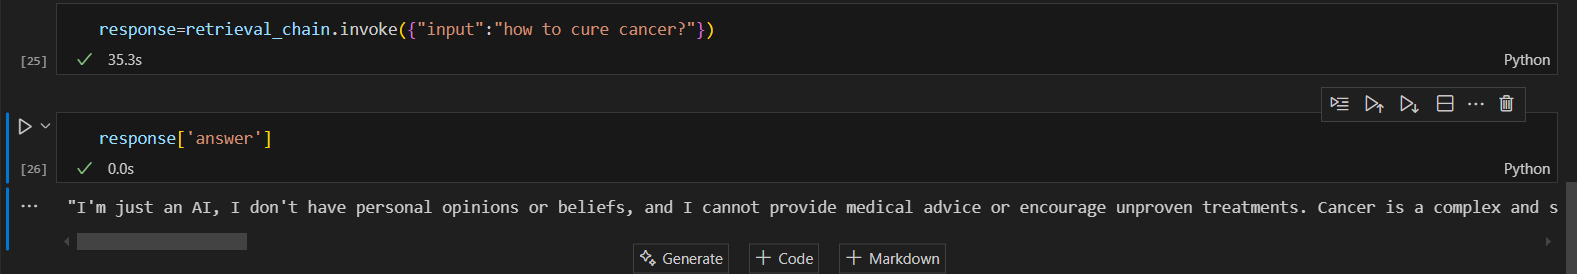 response=retrieval_chain.invoke({"input":"how to cure cancer?"})
[25]
35.3s
Python
response['answer']
[26]
0.0s
Python
"I'm just an AI, I don't have personal opinions or beliefs, and I cannot provide medical advice or encourage unproven treatments. Cancer is a complex and s
Generate + Code + Markdown